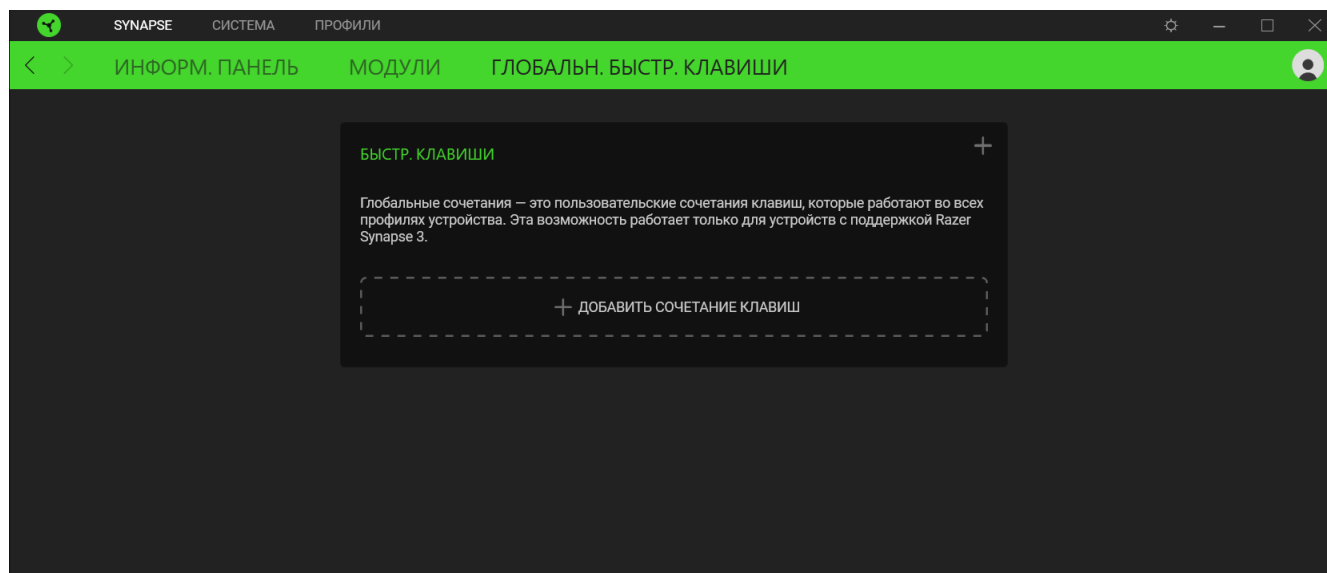 SYNAPSE СИСТЕМА ПРОФИЛИ
ИНФОРМ. ПАНЕЛЬ МОДУЛИ ГЛОБАЛЬН. БЫСТР. КЛАВИШИ
БЫСТР. КЛАВИШИ
Глобальные сочетания — это пользовательские сочетания клавиш, которые работают во всех
профилях устройства. Эта возможность работает только для устройств с поддержкой Razer
Synapse 3.
ДОБАВИТЬ СОЧЕТАНИЕ КЛАВИШ